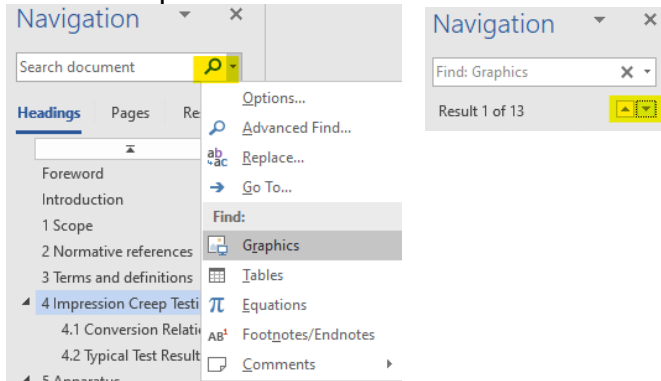 Navigation
Search document
Headings Pages Re
Foreword
Introduction
1 Scope
2 Normative references
3 Terms and definitions
4 Impression Creep Testi
4.1 Conversion Relati
4.2 Typical Test Result
Options...
Advanced Find...
Replace...
Go To...
Find:
Graphics
Tables
Equations
AB¹ Footnotes/Endnotes
Comments
Navigation
Find: Graphics
Result 1 of 13